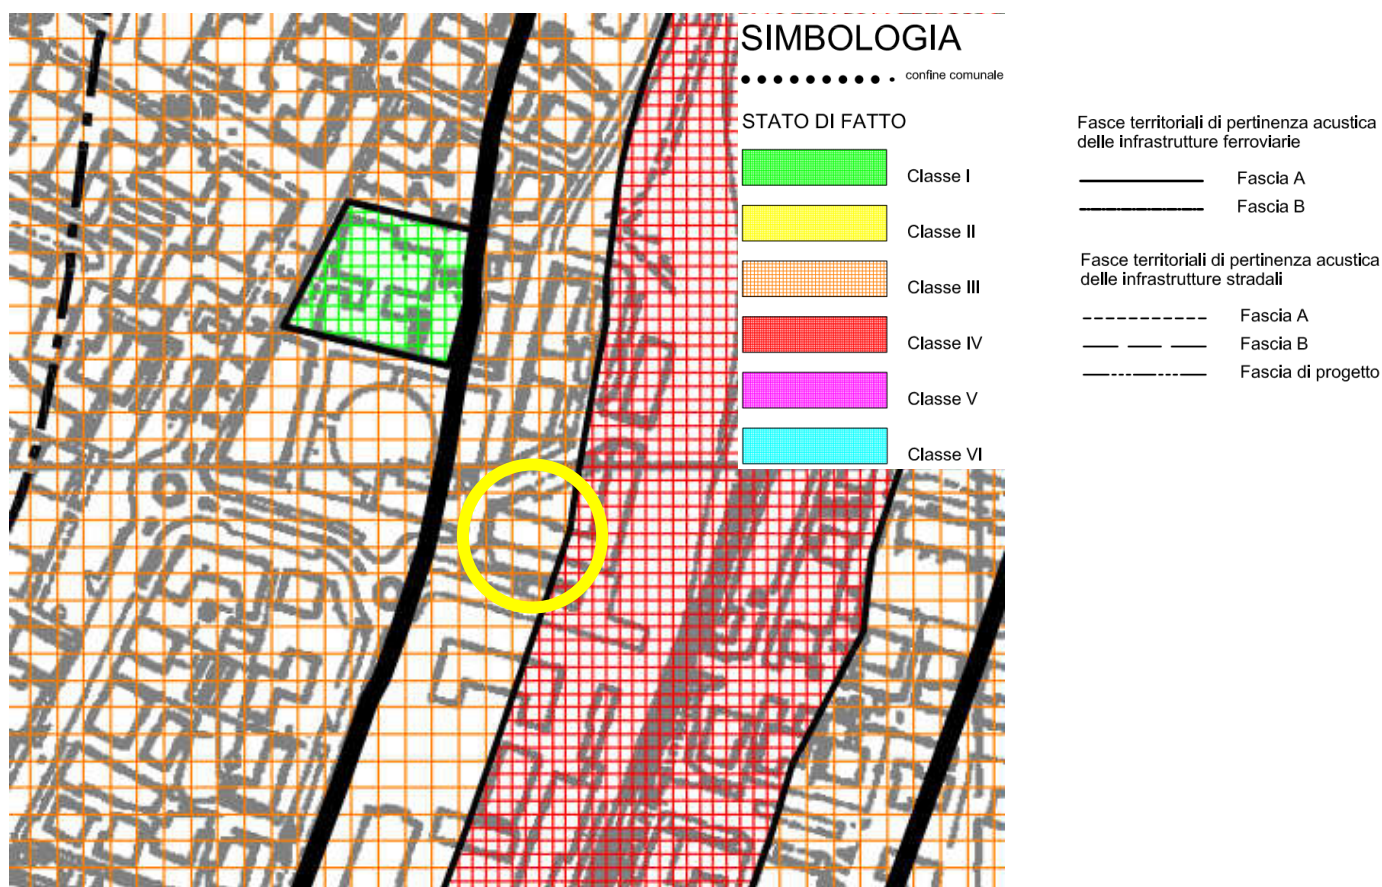 SIMBOLOGIA
confine comunale
STATO DI FATTO
Classe I
Classe II
Classe III
Classe IV
Classe V
Classe VI
Fasce territoriali di pertinenza acustica
delle infrastrutture ferroviarie
Fascia A
Fascia B
Fasce territoriali di pertinenza acustica
delle infrastrutture stradali
Fascia A
Fascia B
Fascia di progetto